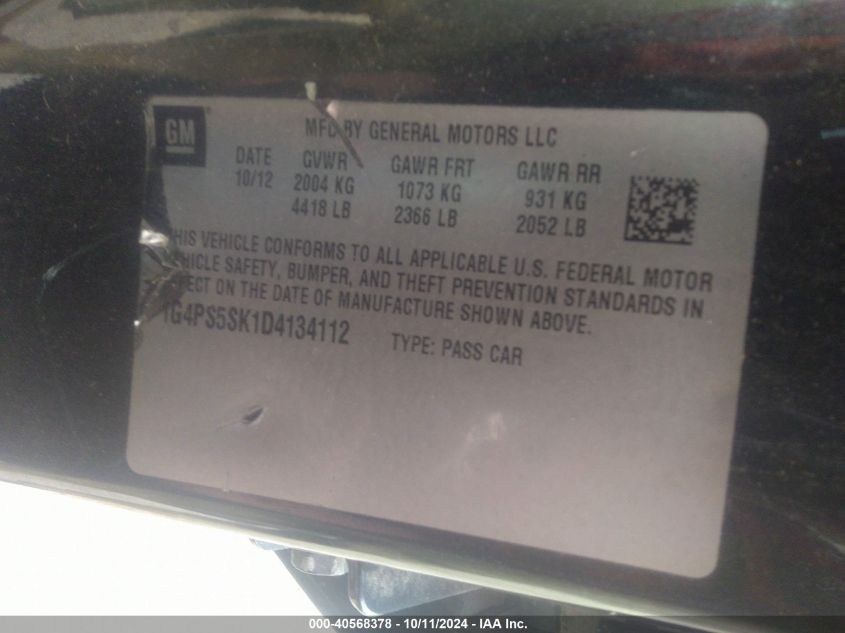 GM
MFD BY GENERAL MOTORS LLC
DATE GVWR GAWR FRT GAWR RR
10/12 2004 KG 1073 KG 931 KG
4418 LB 2366 LB 2052 LB
THIS VEHICLE CONFORMS TO ALL APPLICABLE U.S. FEDERAL MOTOR
VEHICLE SAFETY, BUMPER, AND THEFT PREVENTION STANDARDS IN
EFFECT ON THE DATE OF MANUFACTURE SHOWN ABOVE.
1G4PS5SK1D4134112 TYPE: PASS CAR
000-40568378 - 10/11/2024 - IAA Inc.